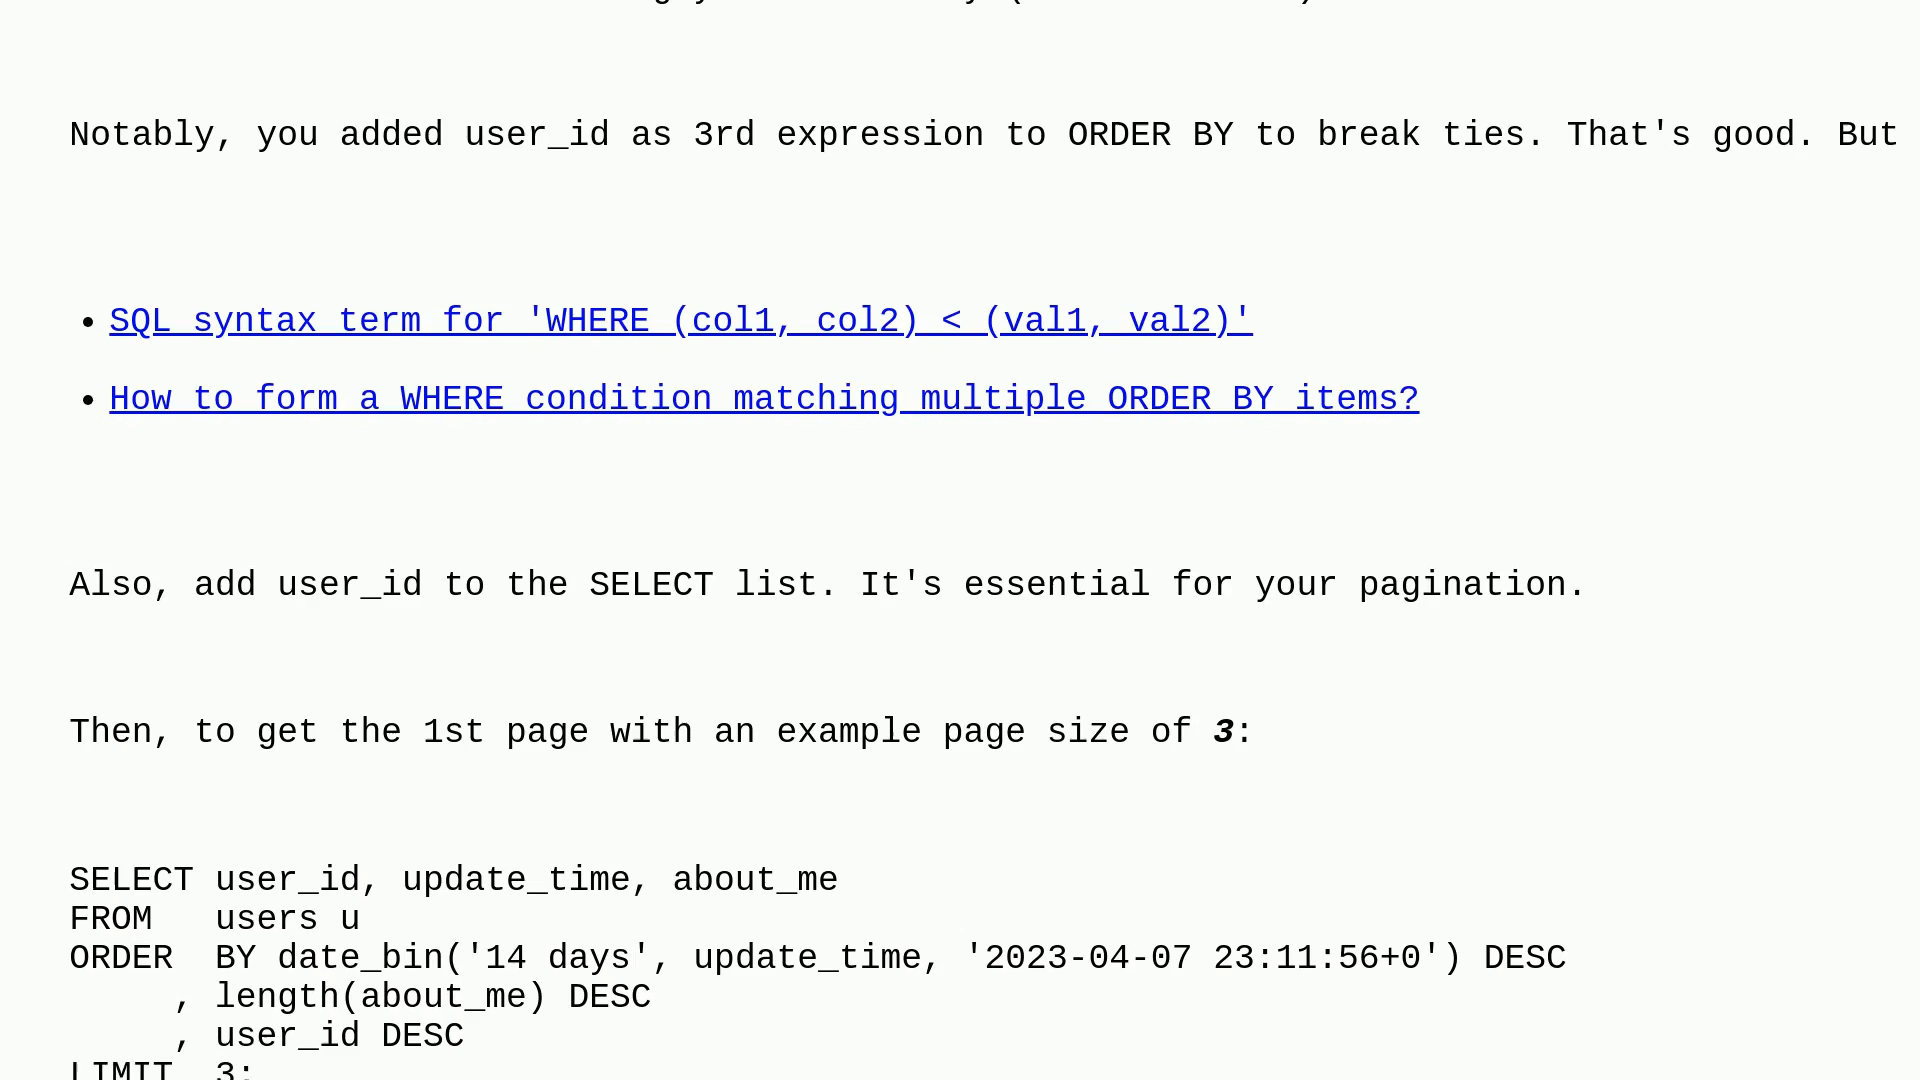 Notably, you added user_id as 3rd expression to ORDER BY to break ties. That's good. But
• SQL syntax term for 'WHERE (col1, col2) < (val1, val2)'
• How to form a WHERE condition matching multiple ORDER BY items?
Also, add user_id to the SELECT list. It's essential for your pagination.
Then, to get the 1st page with an example page size of 3:
SELECT user_id, update_time, about_me
FROM   users u
ORDER  BY date_bin('14 days', update_time, '2023-04-07 23:11:56+0') DESC
     , length(about_me) DESC
     , user_id DESC
LIMIT  3;